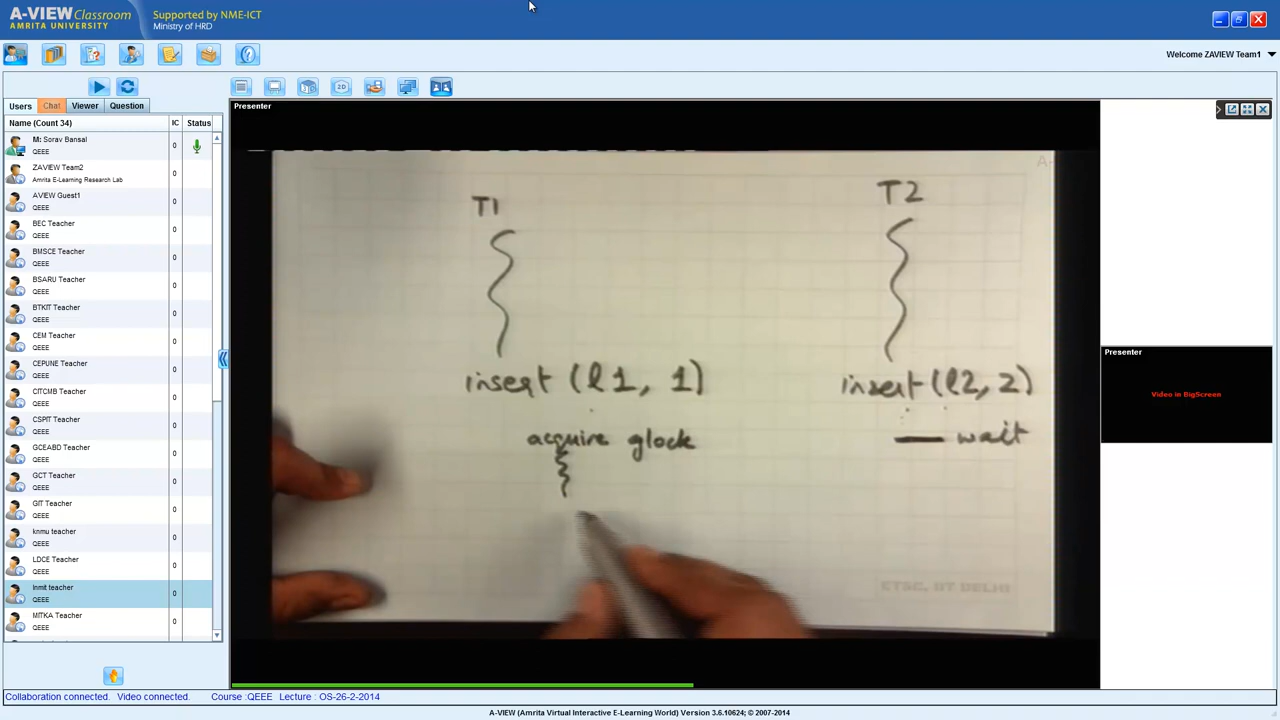 A-VIEW Classroom
AMRITA UNIVERSITY
Supported by NME-ICT
Ministry of HRD
Welcome ZAVIEW Team1
Users Chat Viewer Question
Name (Count 34) IC Status
M: Sorav Bansal
QEEE
0
ZAVIEW Team2
Amrita E-Learning Research Lab
0
AVIEW Guest1
QEEE
0
BEC Teacher
QEEE
0
BMSCE Teacher
QEEE
0
BSARU Teacher
QEEE
0
BTKIT Teacher
QEEE
0
CEM Teacher
QEEE
0
CEPUNE Teacher
QEEE
0
CITCMB Teacher
QEEE
0
CSPIT Teacher
QEEE
0
GCEABD Teacher
QEEE
0
GCT Teacher
QEEE
0
GIT Teacher
QEEE
0
knmu teacher
QEEE
0
LDCE Teacher
QEEE
0
lnmit teacher
QEEE
0
MITKA Teacher
QEEE
0
Presenter
T1 T2
insert (l1, 1) insert (l2, 2)
acquire glock — wait
ETSC, IIT DELHI
Presenter
Video in BigScreen
Collaboration connected. Video connected. Course :QEEE Lecture : OS-26-2-2014
A-VIEW (Amrita Virtual Interactive E-Learning World) Version 3.6.10624; © 2007-2014